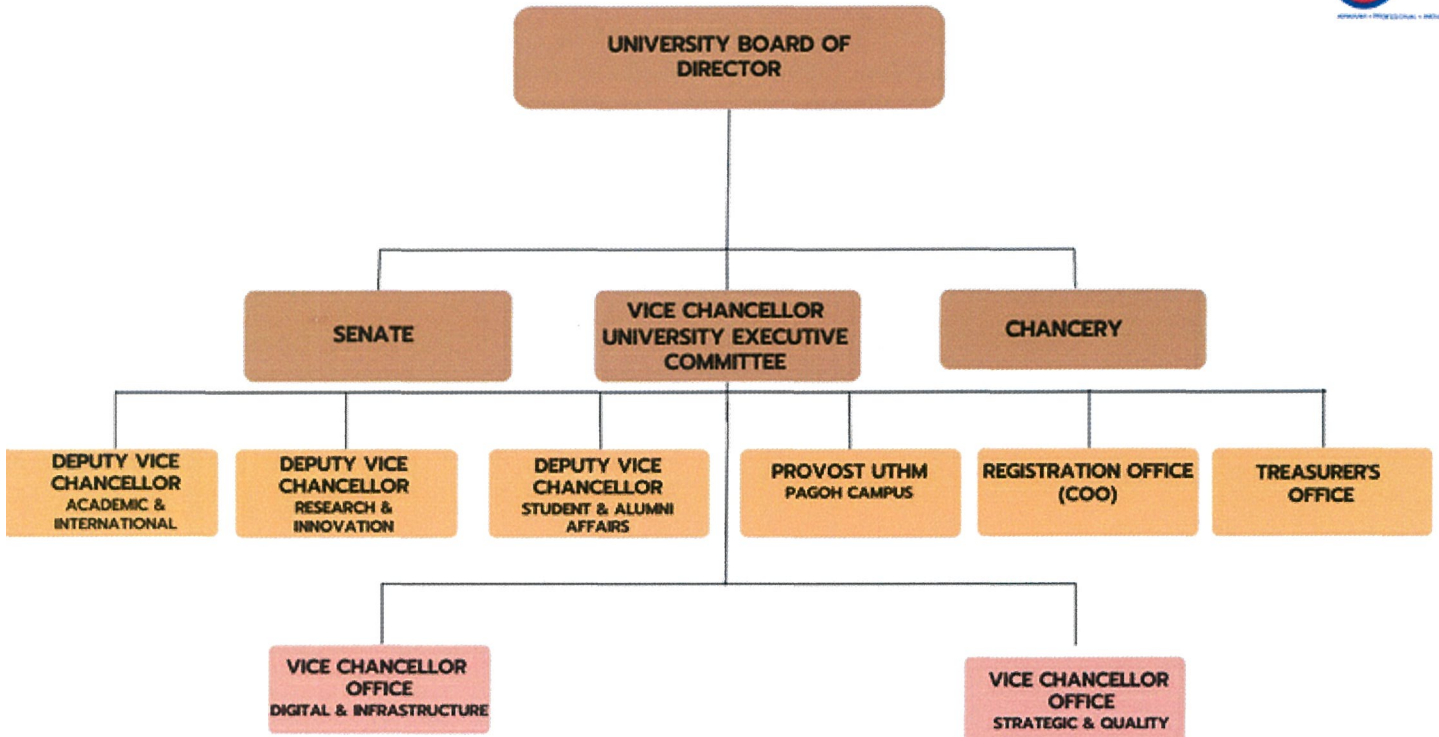 UNIVERSITY BOARD OF
DIRECTOR
SENATE
VICE CHANCELLOR
UNIVERSITY EXECUTIVE
COMMITTEE
CHANCERY
DEPUTY VICE
CHANCELLOR
ACADEMIC &
INTERNATIONAL
DEPUTY VICE
CHANCELLOR
RESEARCH &
INNOVATION
DEPUTY VICE
CHANCELLOR
STUDENT & ALUMNI
AFFAIRS
PROVOST UTHM
PAGOH CAMPUS
REGISTRATION OFFICE
(COO)
TREASURER'S
OFFICE
VICE CHANCELLOR
OFFICE
DIGITAL & INFRASTRUCTURE
VICE CHANCELLOR
OFFICE
STRATEGIC & QUALITY